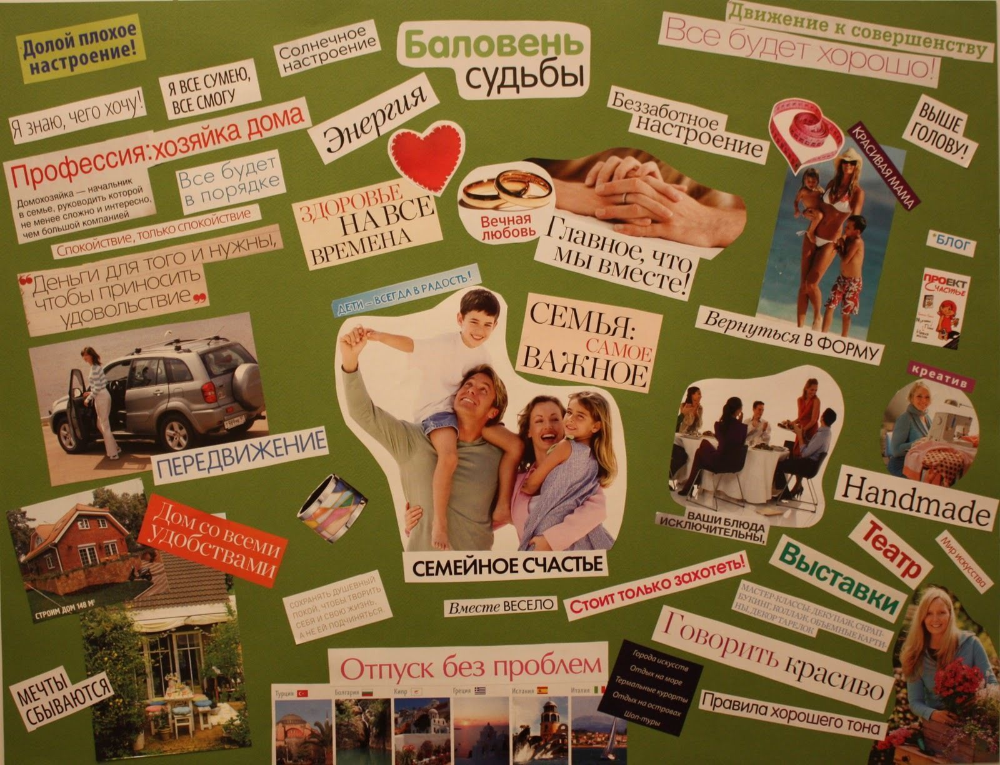 Долой плохое
настроение!
Солнечное
настроение
Баловень
судьбы
Движение к совершенству
Все будет хорошо!
Я ВСЕ СУМЕЮ,
ВСЕ СМОГУ
Я знаю, чего хочу!
Энергия
Беззаботное
настроение
ВЫШЕ
ГОЛОВУ!
КРАСИВАЯ МАМА
Профессия: хозяйка дома
Домохозяйка — начальник
в семье, руководить которой
не менее сложно и интересно,
чем большой компанией
Все будет
в порядке
Спокойствие, только спокойствие
ЗДОРОВЬЕ
НА ВСЕ
ВРЕМЕНА
Вечная
любовь
Главное, что
мы вместе!
*БЛОГ
"Деньги для того и нужны,
чтобы приносить
удовольствие"
ДЕТИ – ВСЕГДА В РАДОСТЬ!
СЕМЬЯ:
САМОЕ
ВАЖНОЕ
Вернуться В ФОРМУ
ПРОЕКТ
СЧАСТЬЕ
креатив
ПЕРЕДВИЖЕНИЕ
Handmade
Дом со всеми
удобствами
СТРОИМ ДОМ 148 М²
ВАШИ БЛЮДА
ИСКЛЮЧИТЕЛЬНЫ,
Театр
Мир искусства
Выставки
СЕМЕЙНОЕ СЧАСТЬЕ
Стоит только захотеть!
СОХРАНЯТЬ ДУШЕВНЫЙ
ПОКОЙ, ЧТОБЫ ТВОРИТЬ
СЕБЯ И СВОЮ ЖИЗНЬ,
А НЕ ЕЙ ПОДЧИНЯТЬСЯ.
Вместе ВЕСЕЛО
МАСТЕР-КЛАССЫ: ДЕКУПАЖ, СКРАП-
БУКИНГ, КОЛЛАЖ, ОБЪЕМНЫЕ КАРТИ-
НЫ, ДЕКОР ТАРЕЛОК
Говорить красиво
Отпуск без проблем
Города искусств
Отдых на море
Термальные курорты
Отдых на островах
Шоп-туры
Правила хорошего тона
МЕЧТЫ
СБЫВАЮТСЯ
Турция
Болгария
Кипр
Греция
Испания
Италия